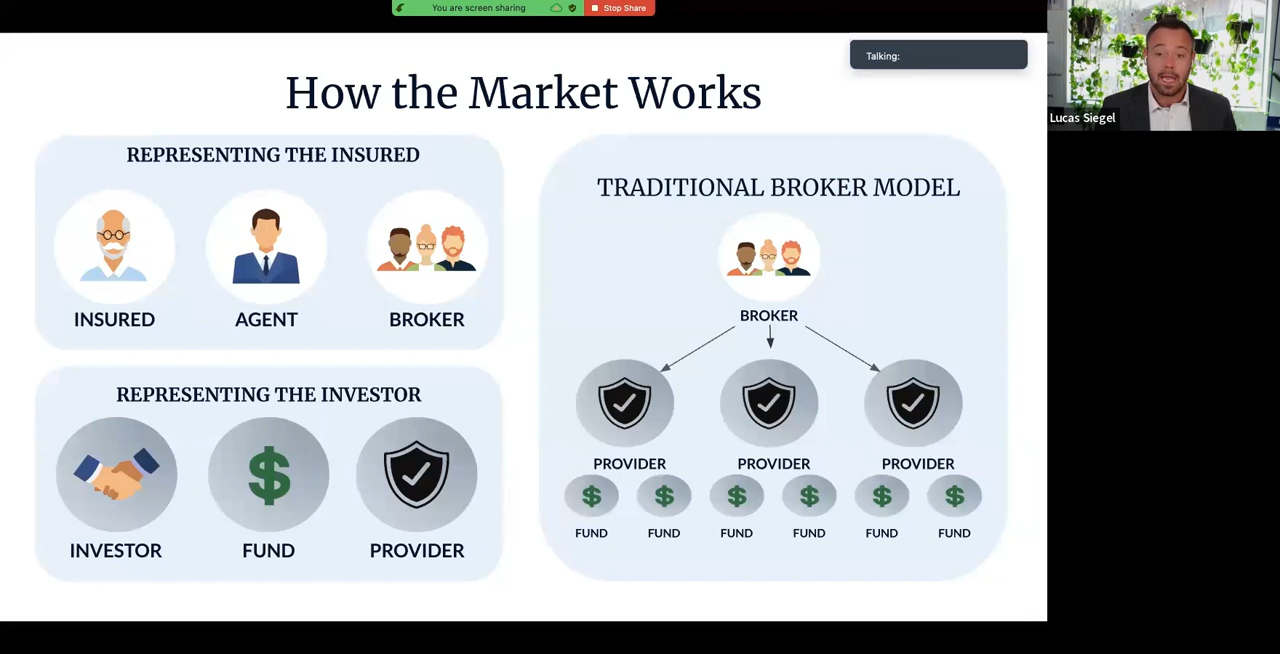 You are screen sharing
Stop Share
Talking:
Lucas Siegel
How the Market Works
REPRESENTING THE INSURED
INSURED AGENT BROKER
REPRESENTING THE INVESTOR
INVESTOR FUND PROVIDER
TRADITIONAL BROKER MODEL
BROKER
PROVIDER PROVIDER PROVIDER
$ $ $ $ $ $
FUND FUND FUND FUND FUND FUND